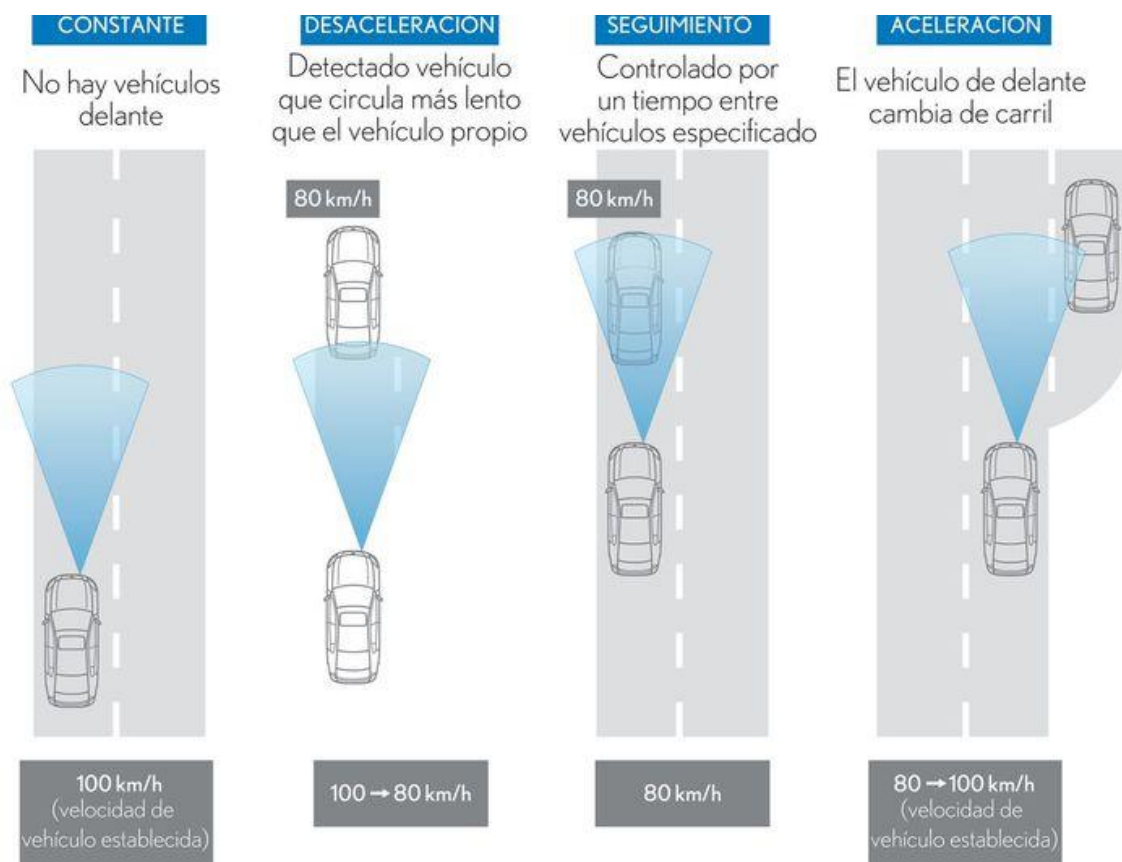 CONSTANTE
No hay vehículos
delante
100 km/h
(velocidad de
vehículo establecida)
DESACELERACIÓN
Detectado vehículo
que circula más lento
que el vehículo propio
80 km/h
100 → 80 km/h
SEGUIMIENTO
Controlado por
un tiempo entre
vehículos especificado
80 km/h
80 km/h
ACELERACIÓN
El vehículo de delante
cambia de carril
80 → 100 km/h
(velocidad de
vehículo establecida)